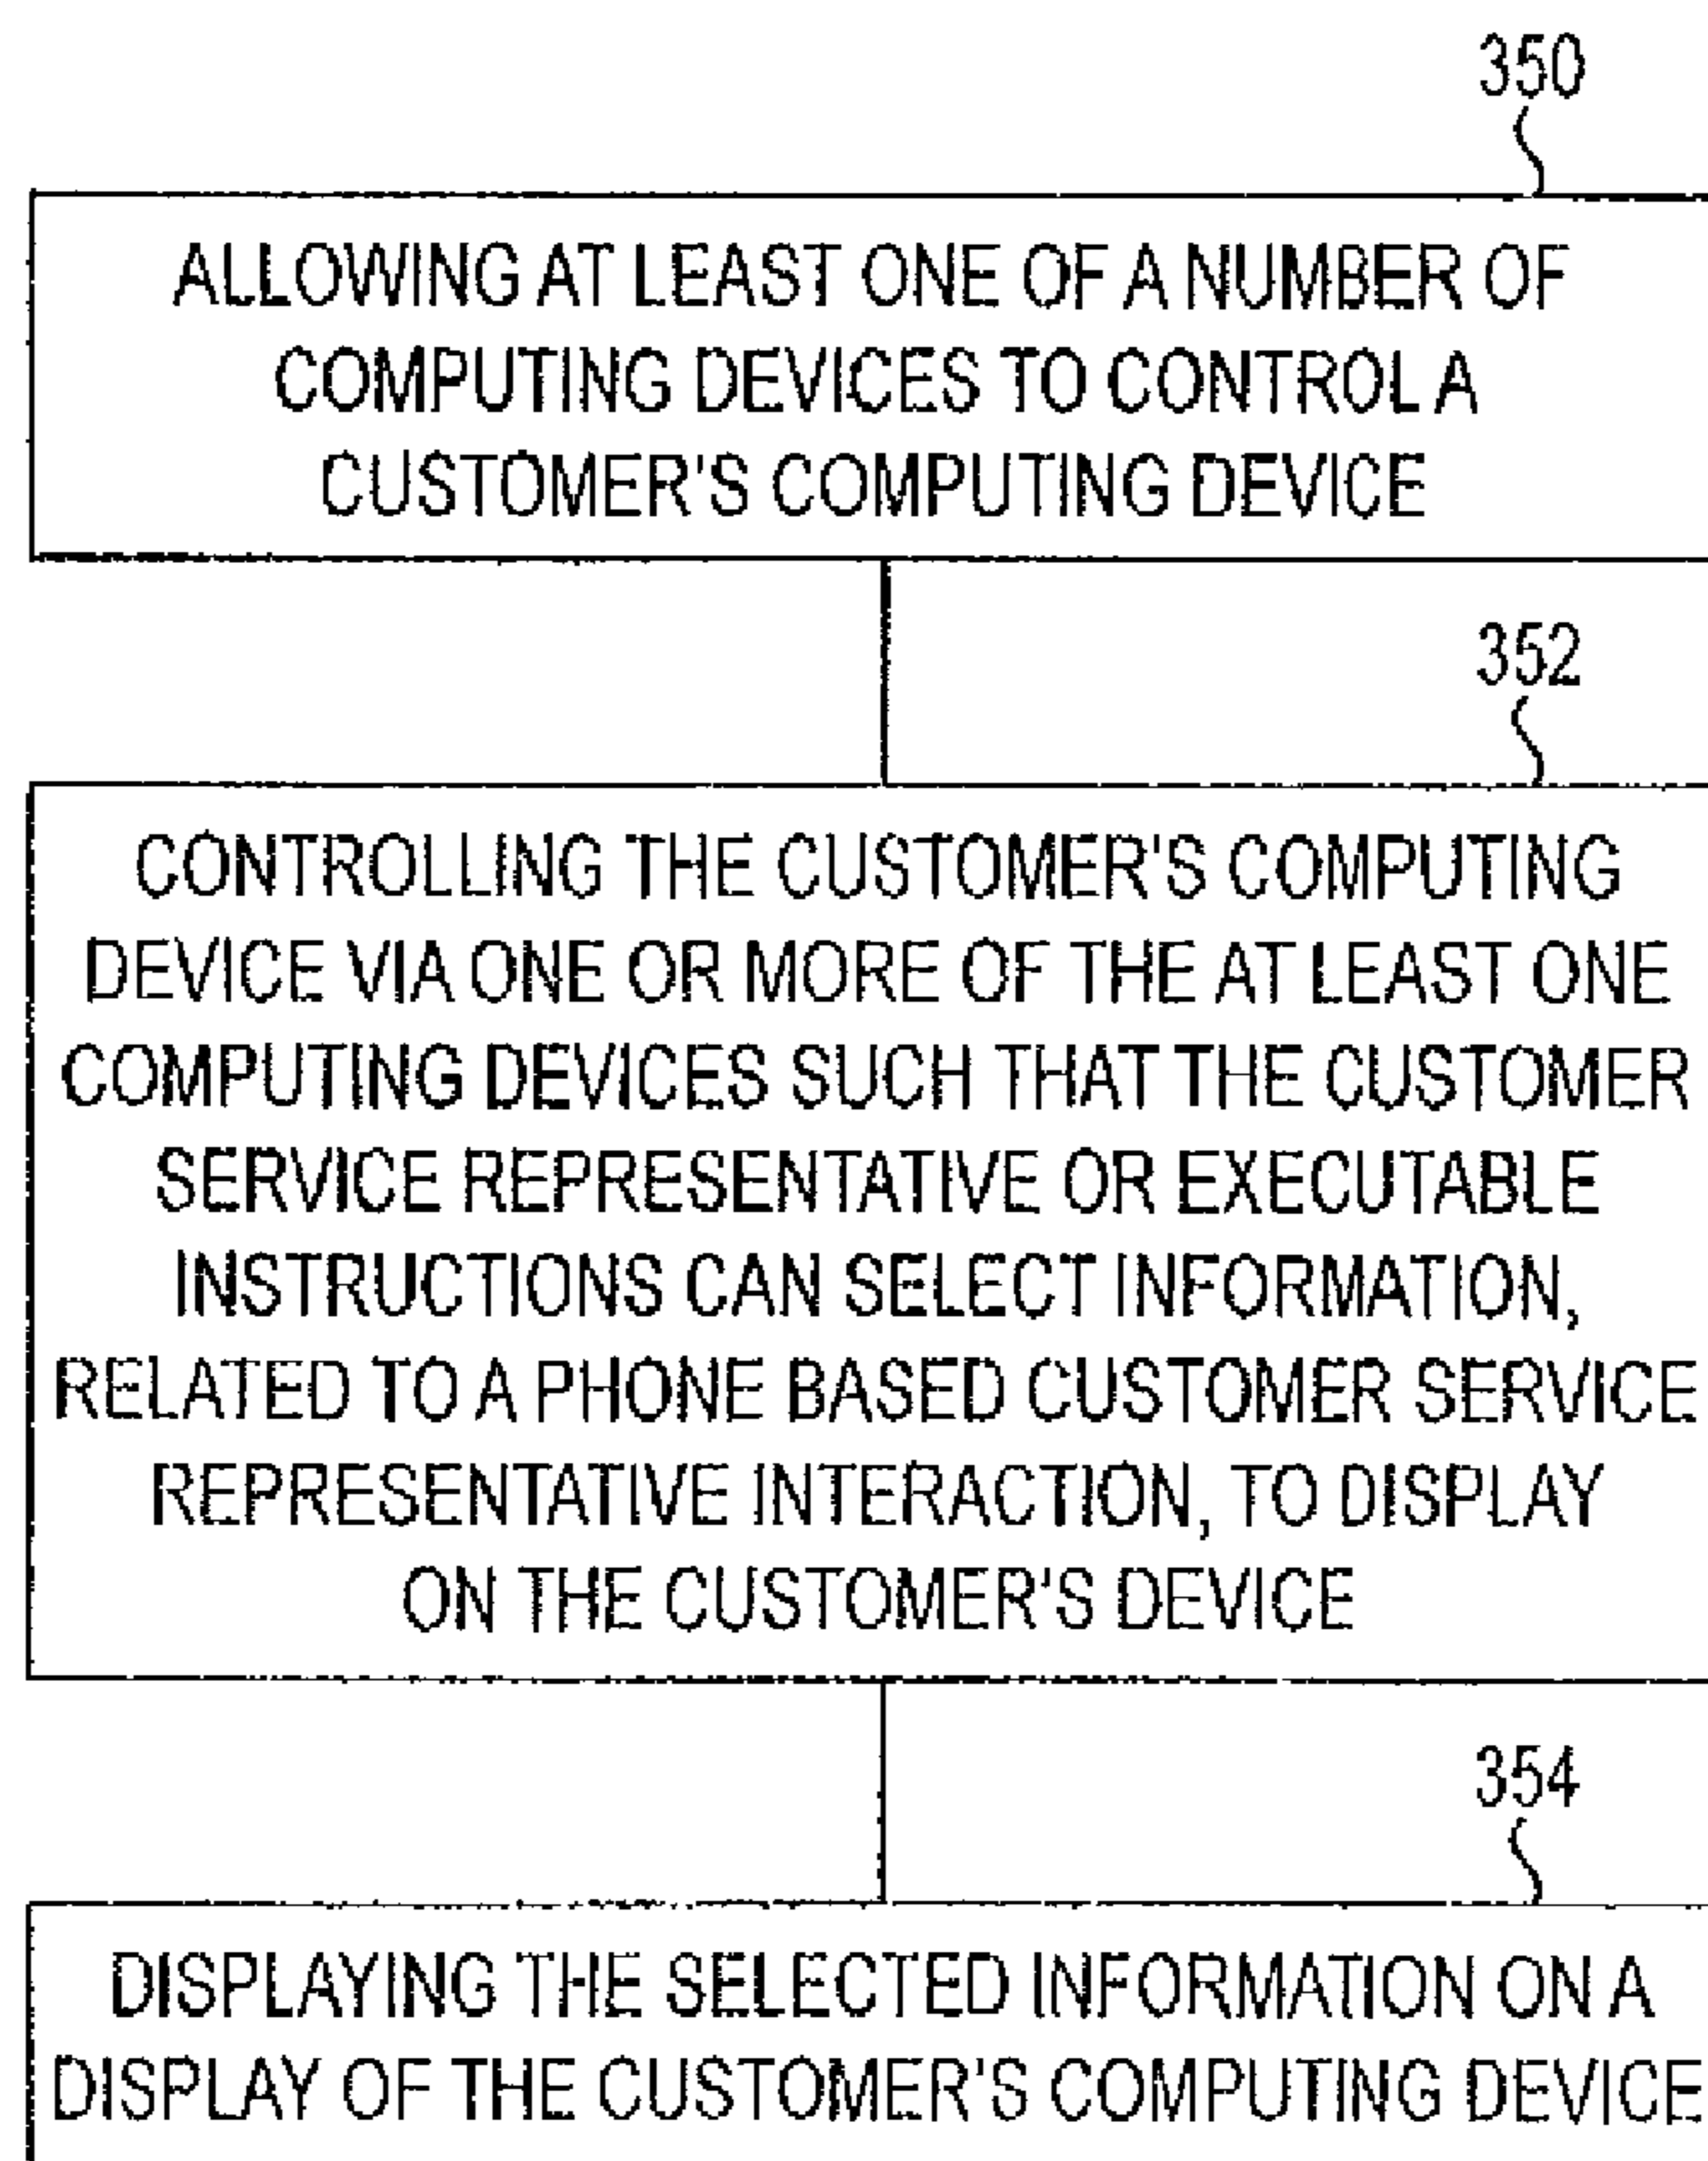 350
ALLOWING AT LEAST ONE OF A NUMBER OF
COMPUTING DEVICES TO CONTROL A
CUSTOMER'S COMPUTING DEVICE
352
CONTROLLING THE CUSTOMER'S COMPUTING
DEVICE VIA ONE OR MORE OF THE AT LEAST ONE
COMPUTING DEVICES SUCH THAT THE CUSTOMER
SERVICE REPRESENTATIVE OR EXECUTABLE
INSTRUCTIONS CAN SELECT INFORMATION,
RELATED TO A PHONE BASED CUSTOMER SERVICE
REPRESENTATIVE INTERACTION, TO DISPLAY
ON THE CUSTOMER'S DEVICE
354
DISPLAYING THE SELECTED INFORMATION ON A
DISPLAY OF THE CUSTOMER'S COMPUTING DEVICE